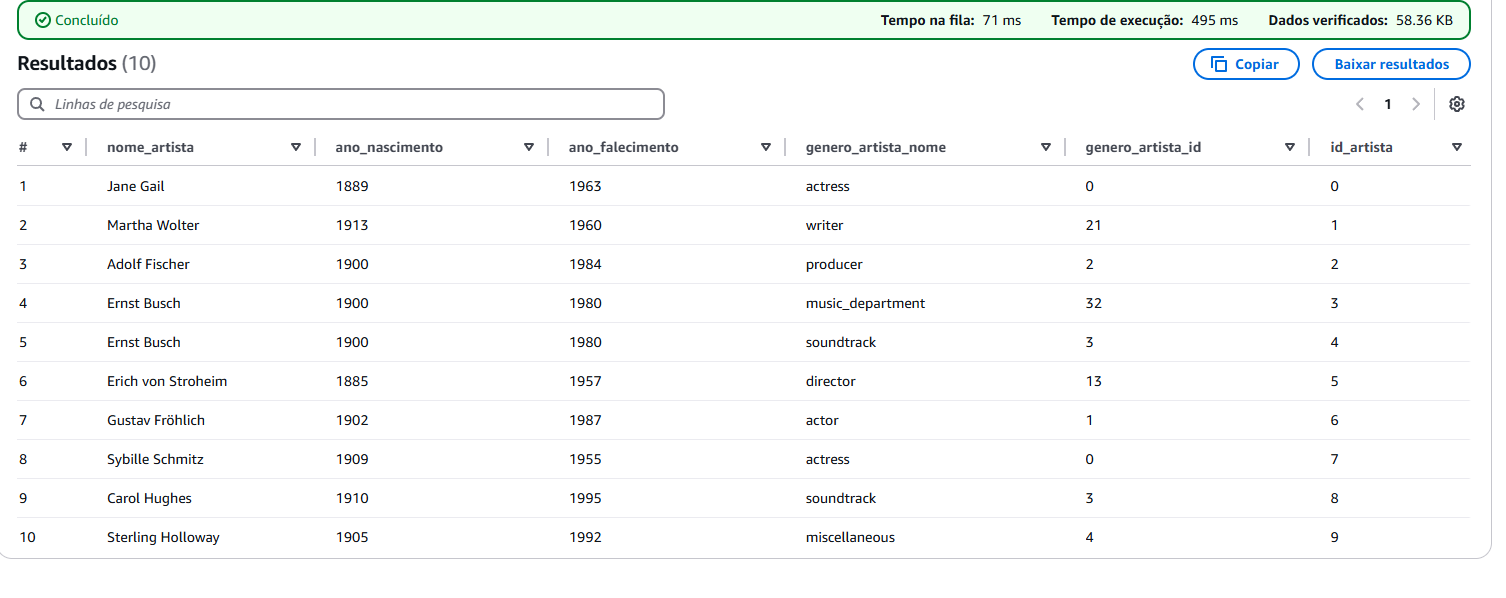 Concluído Tempo na fila: 71 ms Tempo de execução: 495 ms Dados verificados: 58.36 KB
Resultados (10) Copiar Baixar resultados
Linhas de pesquisa 1
# nome_artista ano_nascimento ano_falecimento genero_artista_nome genero_artista_id id_artista
1 Jane Gail 1889 1963 actress 0 0
2 Martha Wolter 1913 1960 writer 21 1
3 Adolf Fischer 1900 1984 producer 2 2
4 Ernst Busch 1900 1980 music_department 32 3
5 Ernst Busch 1900 1980 soundtrack 3 4
6 Erich von Stroheim 1885 1957 director 13 5
7 Gustav Fröhlich 1902 1987 actor 1 6
8 Sybille Schmitz 1909 1955 actress 0 7
9 Carol Hughes 1910 1995 soundtrack 3 8
10 Sterling Holloway 1905 1992 miscellaneous 4 9